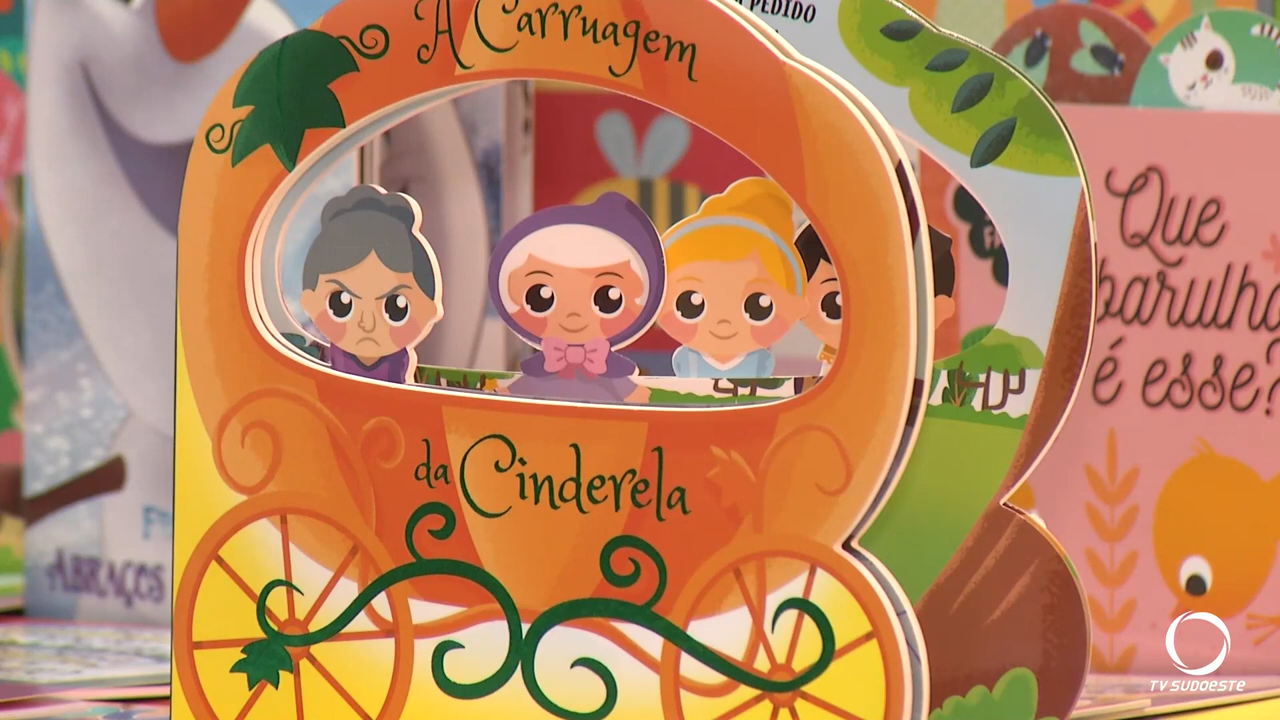 A Carruagem
da Cinderela
PEDIDO
Que
barulho
é esse?
ABRAÇOS
TV SUDOESTE